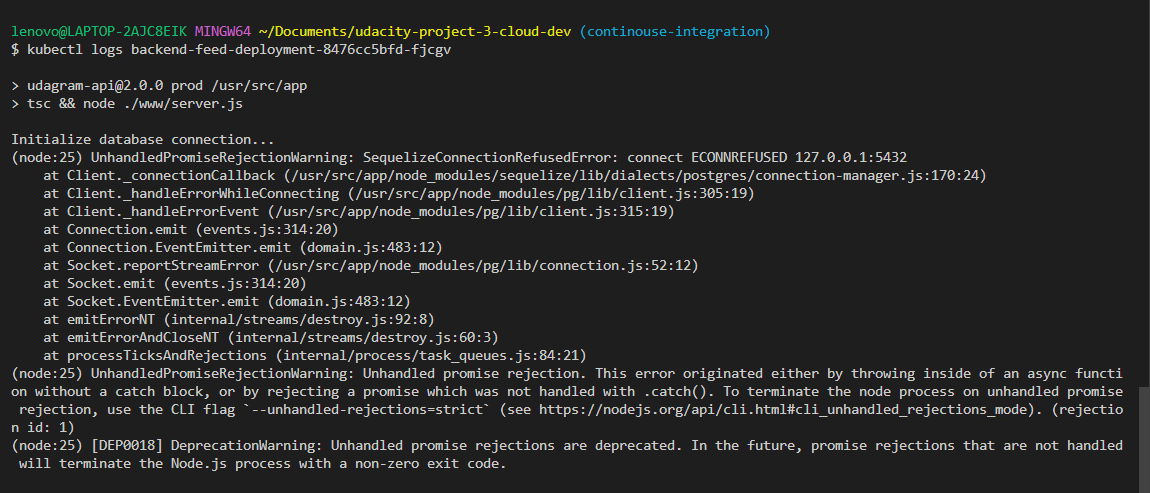 lenovo@LAPTOP-2AJC8EIK MINGW64 ~/Documents/udacity-project-3-cloud-dev (continouse-integration)
$ kubectl logs backend-feed-deployment-8476cc5bfd-fjcgv
> udagram-api@2.0.0 prod /usr/src/app
> tsc && node ./www/server.js
Initialize database connection...
(node:25) UnhandledPromiseRejectionWarning: SequelizeConnectionRefusedError: connect ECONNREFUSED 127.0.0.1:5432
    at Client._connectionCallback (/usr/src/app/node_modules/sequelize/lib/dialects/postgres/connection-manager.js:170:24)
    at Client._handleErrorWhileConnecting (/usr/src/app/node_modules/pg/lib/client.js:305:19)
    at Client._handleErrorEvent (/usr/src/app/node_modules/pg/lib/client.js:315:19)
    at Connection.emit (events.js:314:20)
    at Connection.EventEmitter.emit (domain.js:483:12)
    at Socket.reportStreamError (/usr/src/app/node_modules/pg/lib/connection.js:52:12)
    at Socket.emit (events.js:314:20)
    at Socket.EventEmitter.emit (domain.js:483:12)
    at emitErrorNT (internal/streams/destroy.js:92:8)
    at emitErrorAndCloseNT (internal/streams/destroy.js:60:3)
    at processTicksAndRejections (internal/process/task_queues.js:84:21)
(node:25) UnhandledPromiseRejectionWarning: Unhandled promise rejection. This error originated either by throwing inside of an async functi
on without a catch block, or by rejecting a promise which was not handled with .catch(). To terminate the node process on unhandled promise
 rejection, use the CLI flag `--unhandled-rejections=strict` (see https://nodejs.org/api/cli.html#cli_unhandled_rejections_mode). (rejectio
n id: 1)
(node:25) [DEP0018] DeprecationWarning: Unhandled promise rejections are deprecated. In the future, promise rejections that are not handled
 will terminate the Node.js process with a non-zero exit code.